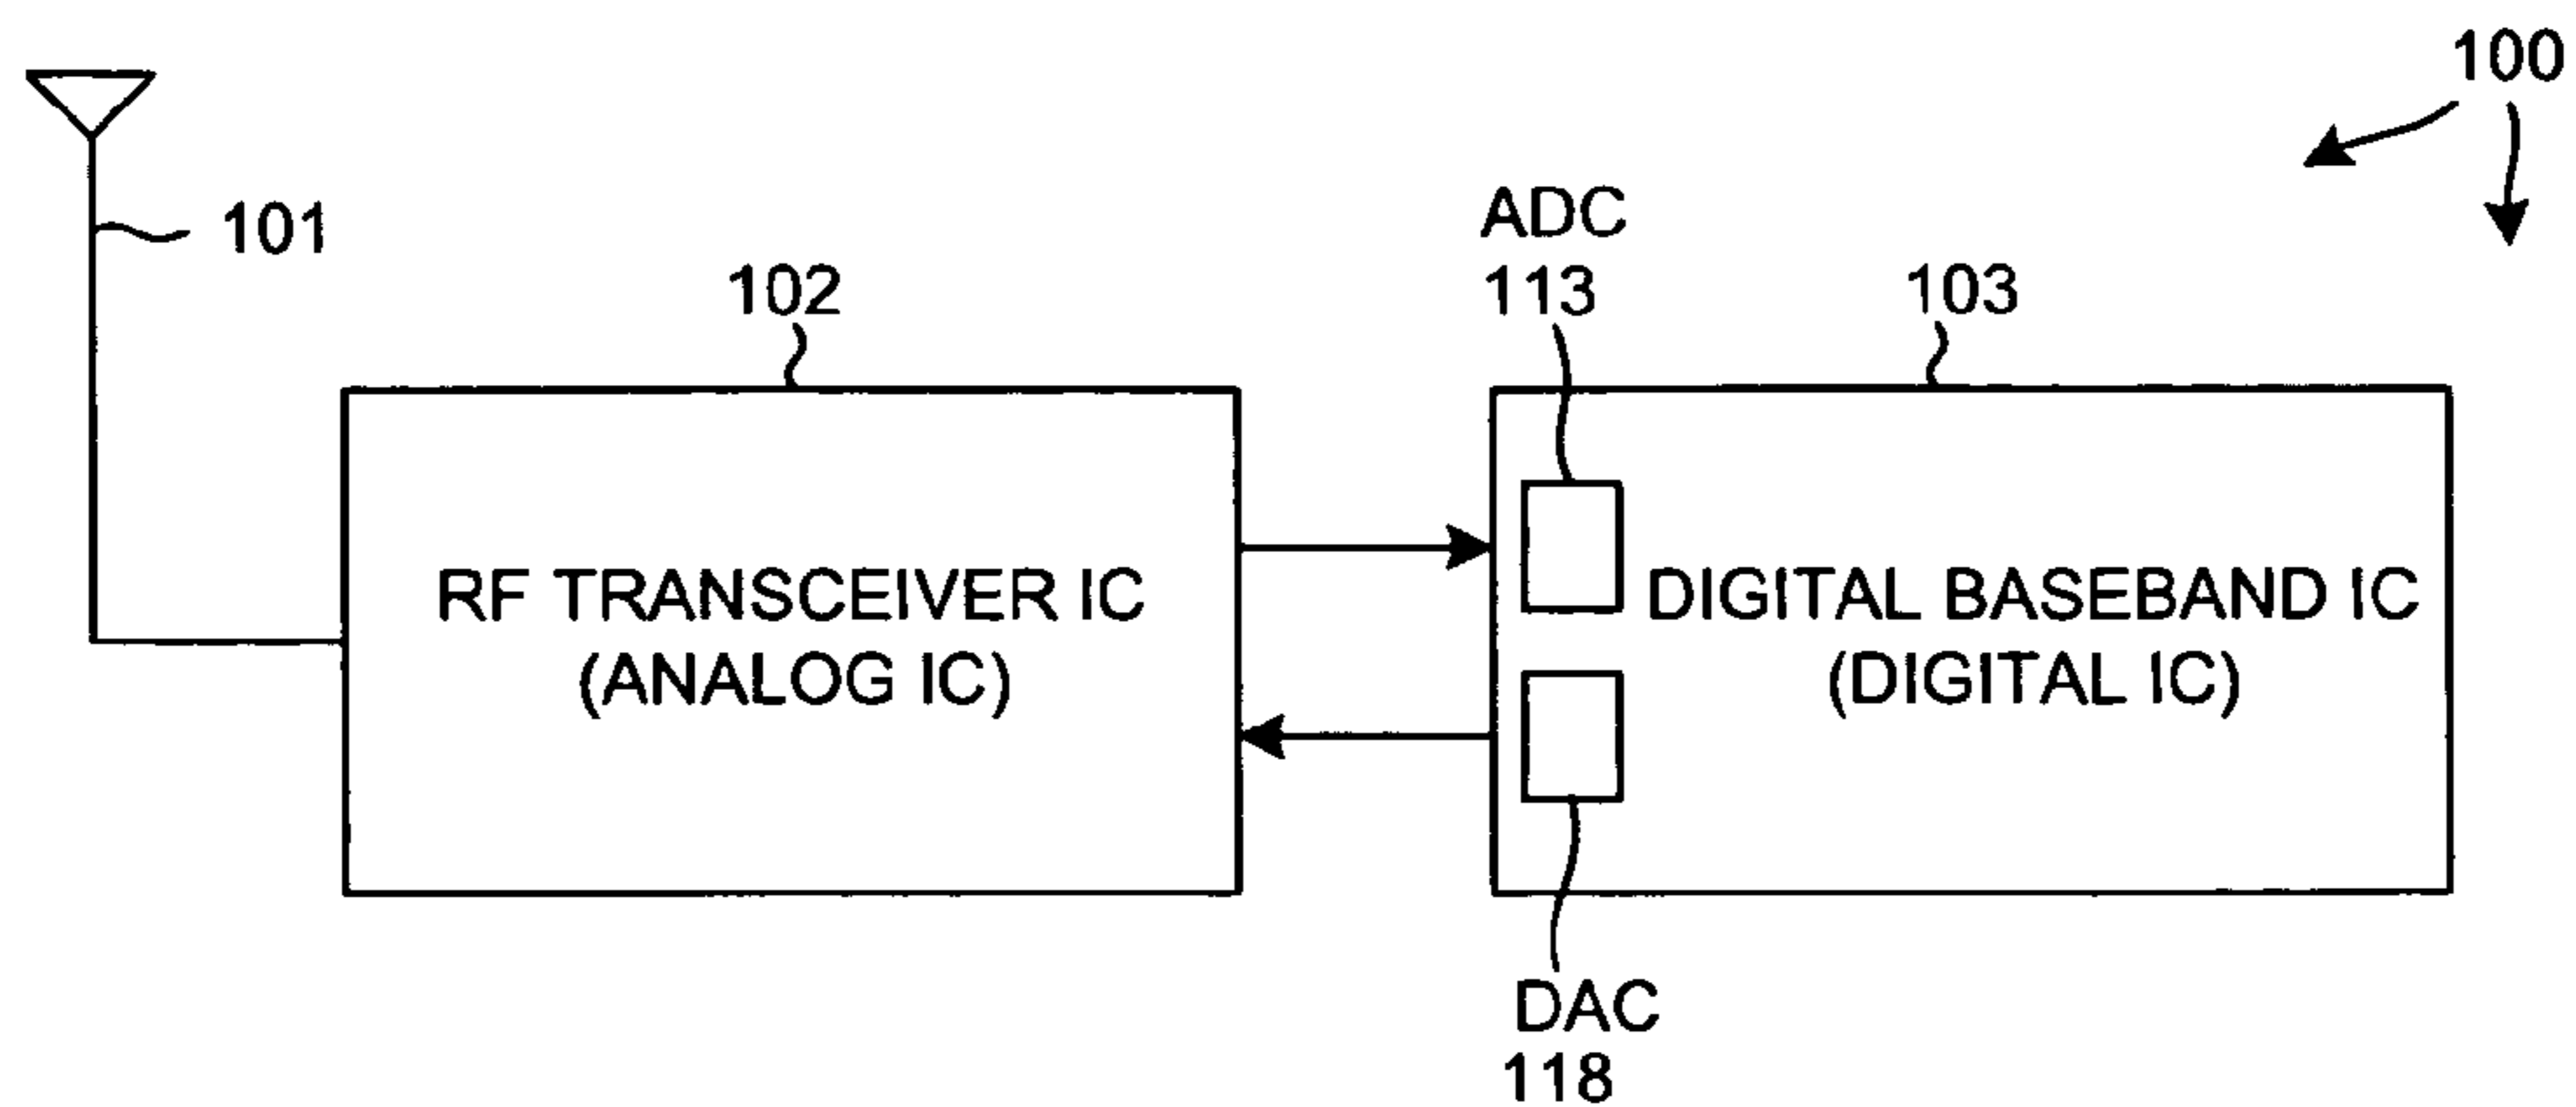 100
101
ADC
113
102
103
RF TRANSCEIVER IC
(ANALOG IC)
DIGITAL BASEBAND IC
(DIGITAL IC)
DAC
118